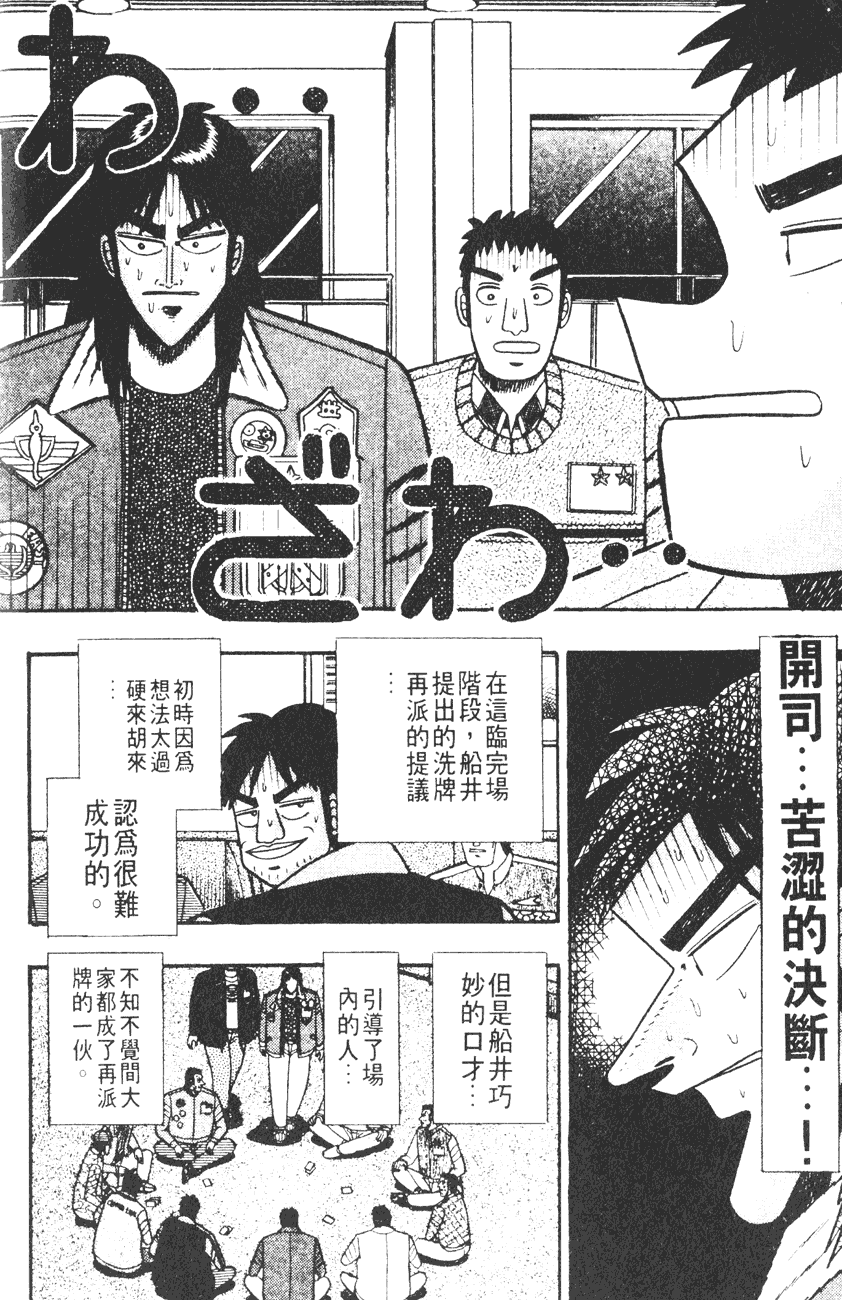 わ‥
ざわ‥
開司…苦澀的決斷…！
在這臨完場
階段，船井
提出的洗牌
再派的提議
…
初時因爲
想法太過
硬來胡來
…
認爲很難
成功的。
但是船井巧
妙的口才…
引導了場
內的人…
不知不覺間大
家都成了再派
牌的一伙。